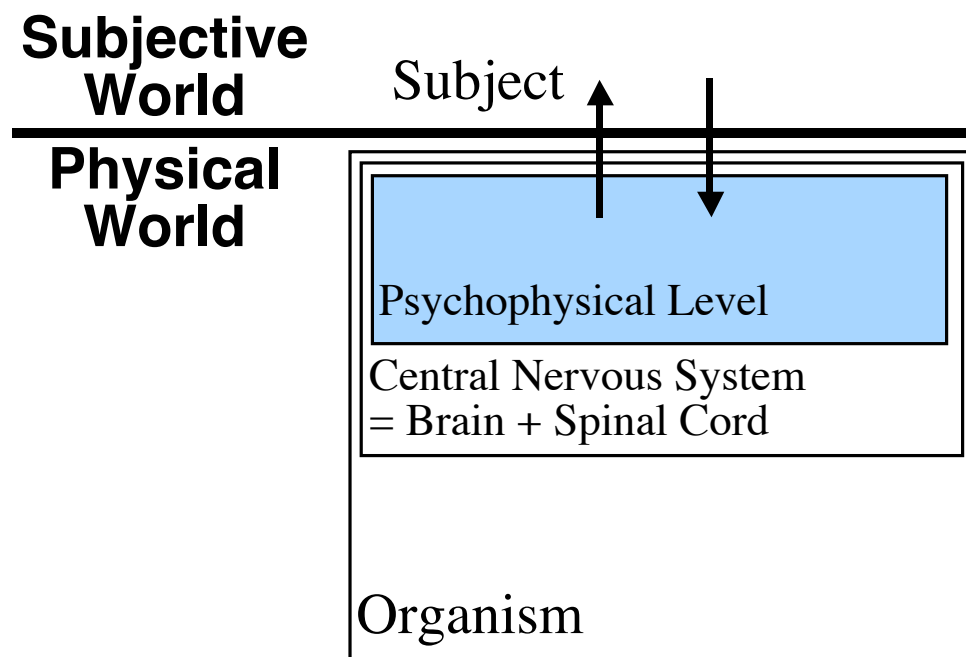 Subjective
World
Subject
Physical
World
Psychophysical Level
Central Nervous System
= Brain + Spinal Cord
Organism